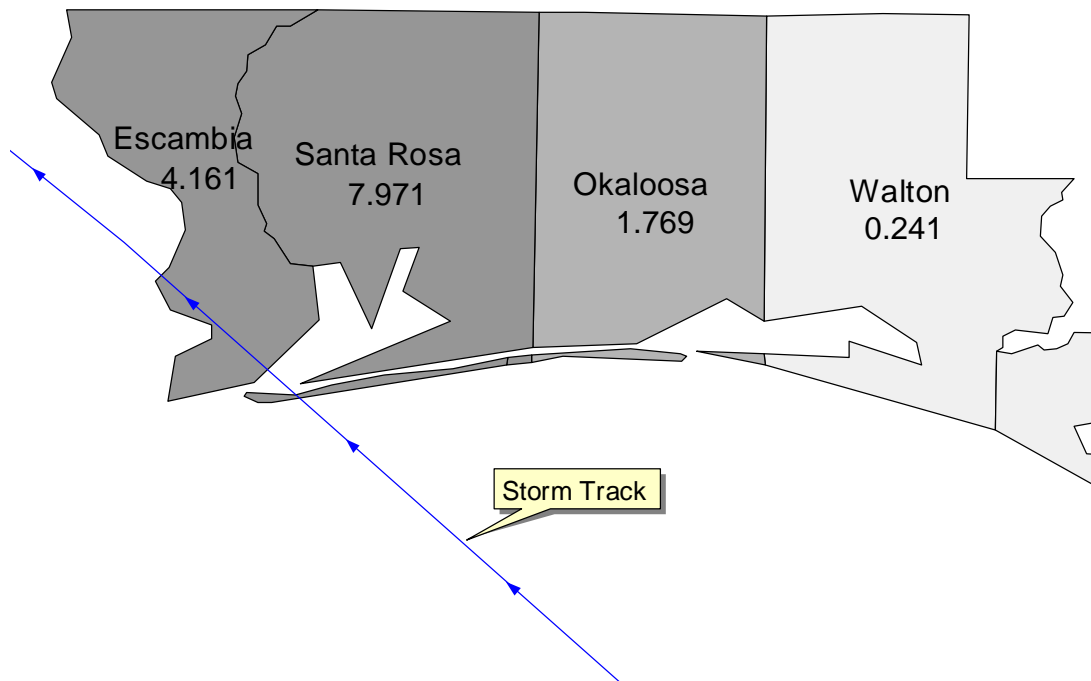 Escambia
4.161
Santa Rosa
7.971
Okaloosa
1.769
Walton
0.241
Storm Track